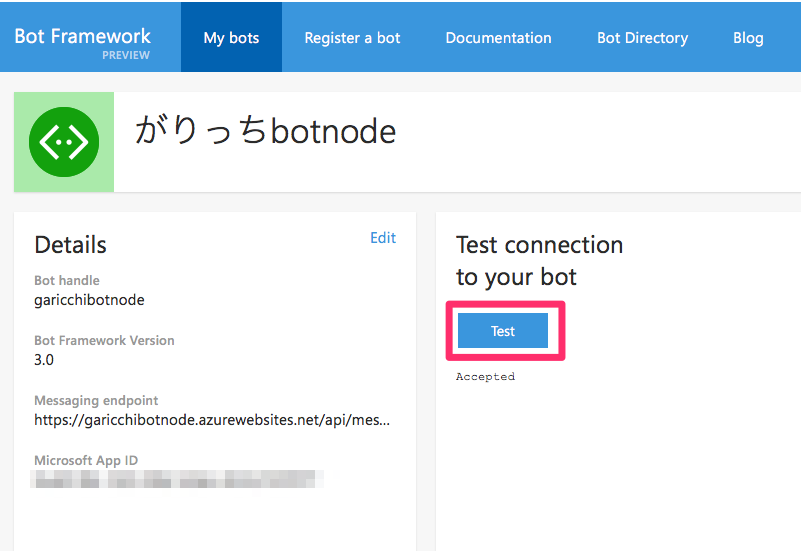 Bot Framework
PREVIEW
My bots
Register a bot
Documentation
Bot Directory
Blog
がりっちbotnode
Details
Edit
Bot handle
garicchibotnode
Bot Framework Version
3.0
Messaging endpoint
https://garicchibotnode.azurewebsites.net/api/mes...
Microsoft App ID
Test connection
to your bot
Test
Accepted